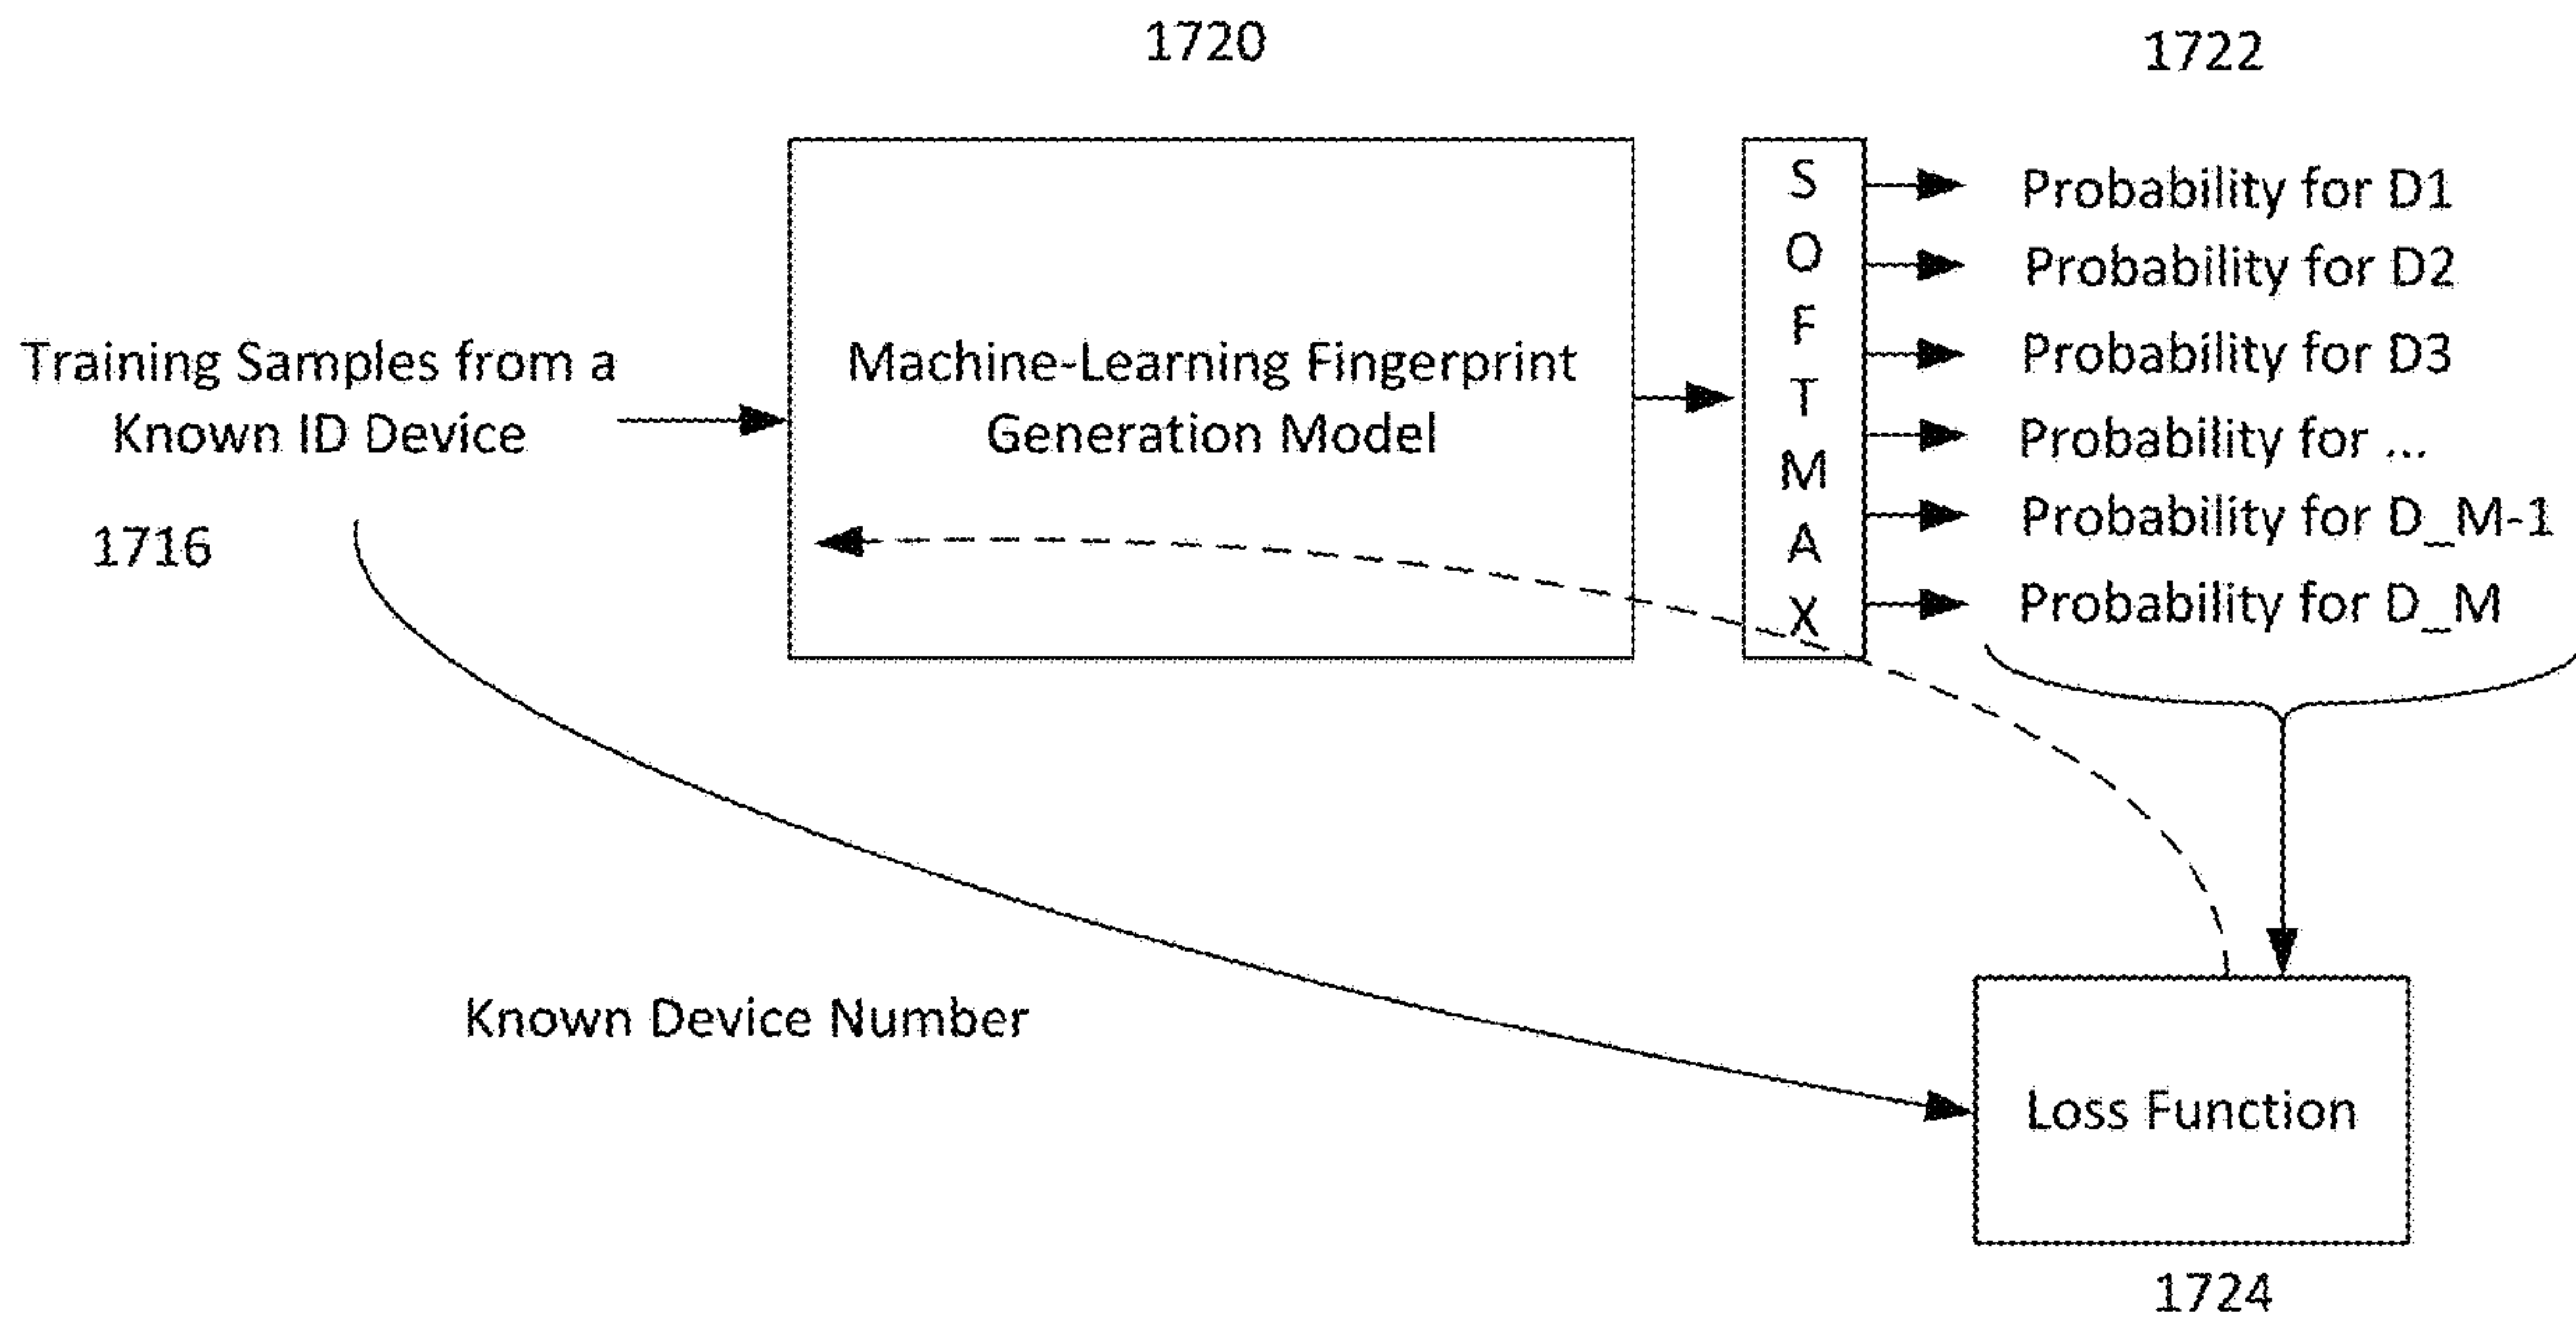 1720
1722
Training Samples from a
Known ID Device
1716
Machine-Learning Fingerprint
Generation Model
SOFTMAX
Probability for D1
Probability for D2
Probability for D3
Probability for ...
Probability for D_M-1
Probability for D_M
Known Device Number
Loss Function
1724